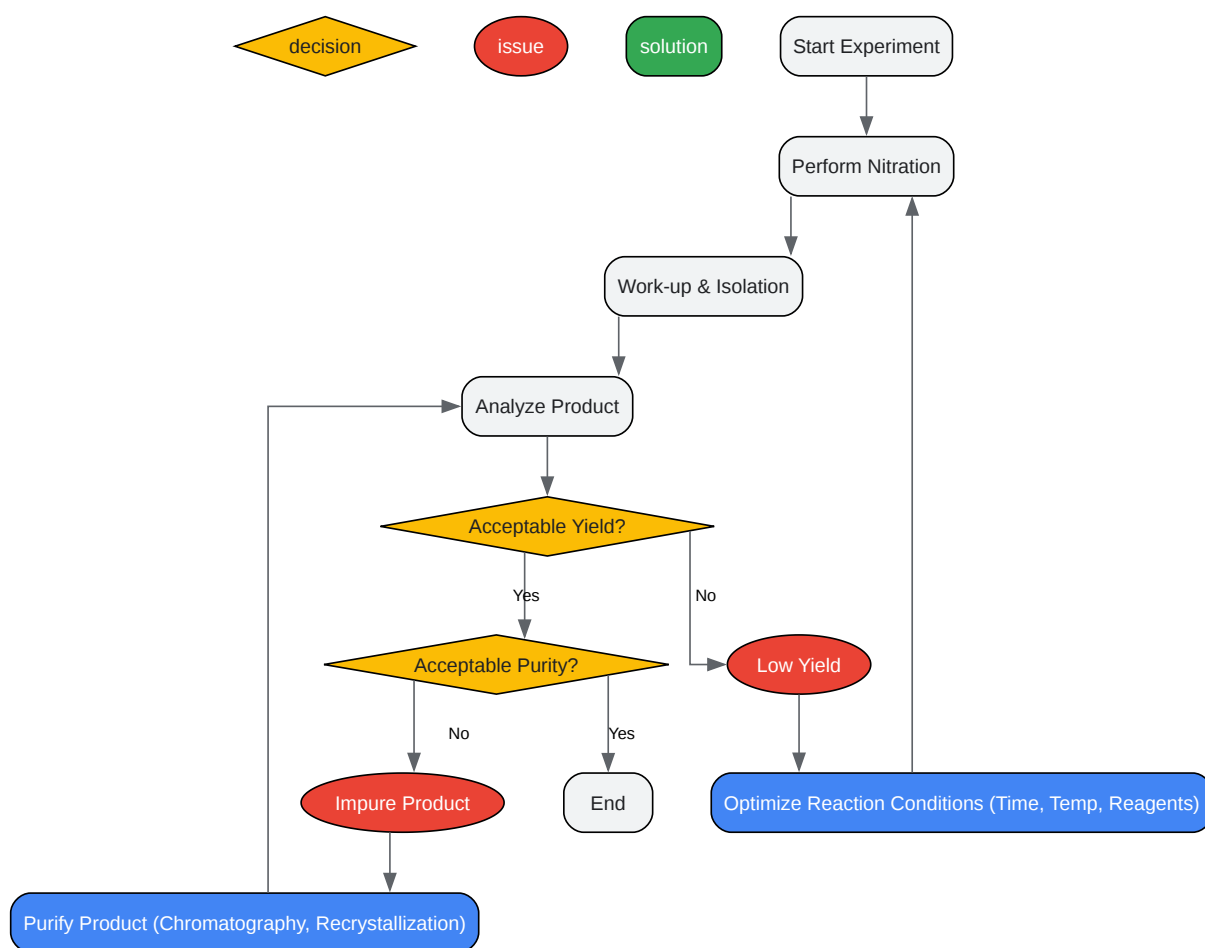 decision
issue
solution
Start Experiment
Perform Nitration
Work-up & Isolation
Analyze Product
Acceptable Yield?
Yes
No
Acceptable Purity?
Low Yield
No
Yes
Impure Product
End
Optimize Reaction Conditions (Time, Temp, Reagents)
Purify Product (Chromatography, Recrystallization)